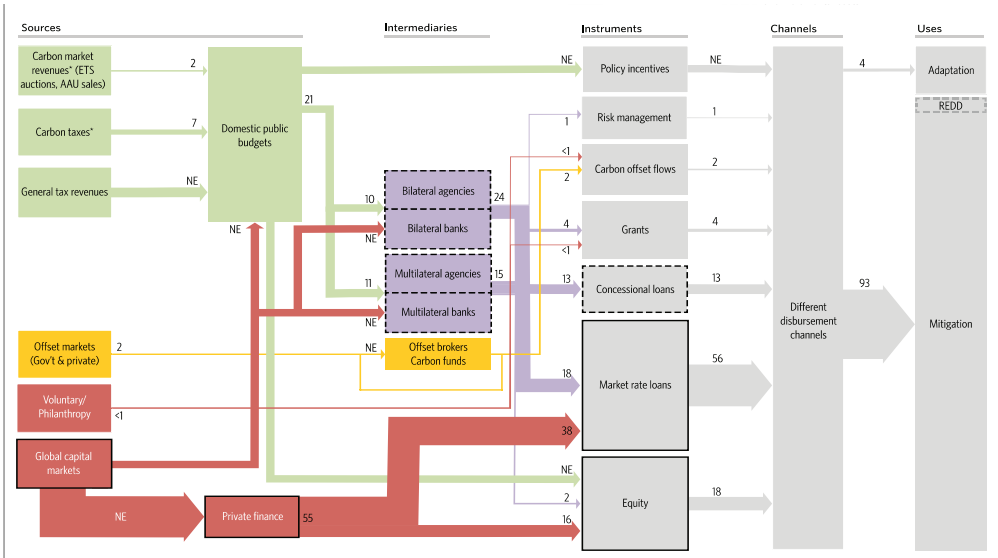 Sources
Intermediaries
Instruments
Channels
Uses
Carbon market
revenues* (ETS
auctions, AAU sales)
2
Carbon taxes*
7
General tax revenues
NE
Domestic public
budgets
21
NE
10
NE
11
NE
Bilateral agencies
Bilateral banks
24
Multilateral agencies
Multilateral banks
15
Offset markets
(Gov't & private)
2
NE
Offset brokers
Carbon funds
Voluntary/
Philanthropy
<1
Global capital
markets
NE
Private finance
55
NE
Policy incentives
NE
1
Risk management
1
<1
2
Carbon offset flows
2
4
<1
Grants
4
13
Concessional loans
13
18
38
Market rate loans
56
NE
2
16
Equity
18
Different
disbursement
channels
4
93
Adaptation
REDD
Mitigation